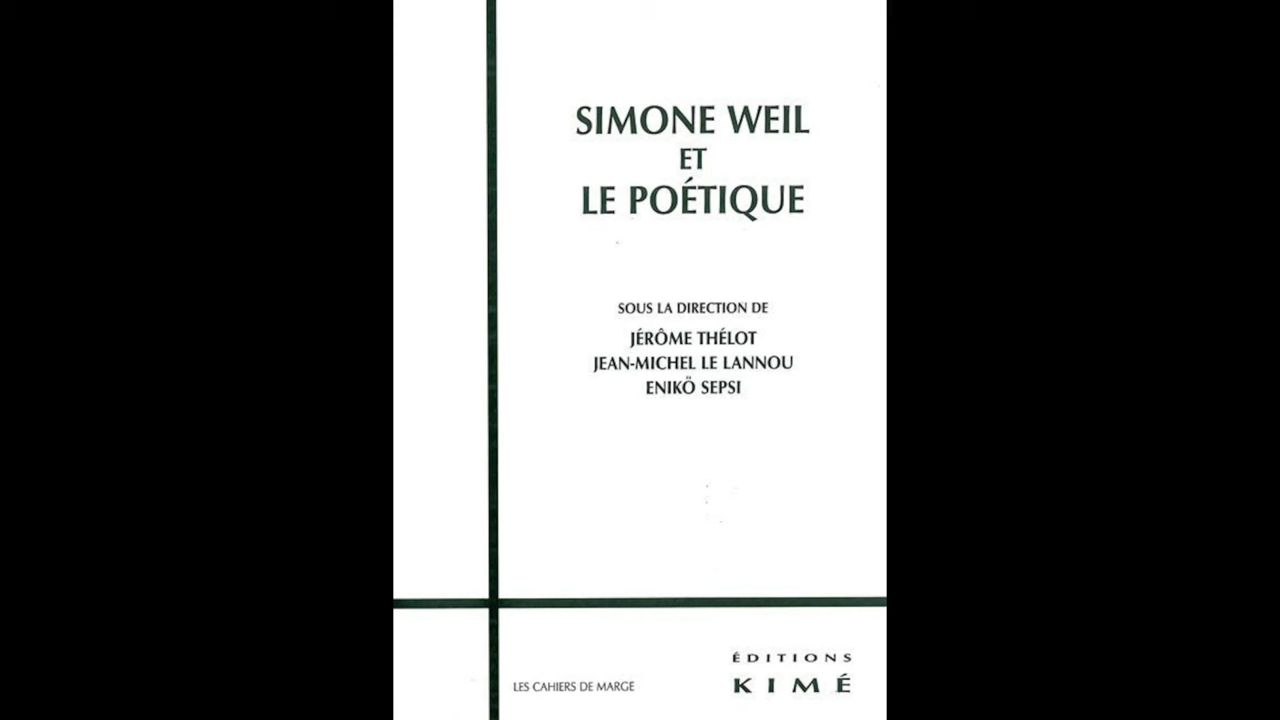 SIMONE WEIL
ET
LE POÉTIQUE
SOUS LA DIRECTION DE
JÉRÔME THÉLOT
JEAN-MICHEL LE LANNOU
ENIKÖ SEPSI
LES CAHIERS DE MARGE
ÉDITIONS
KIMÉ